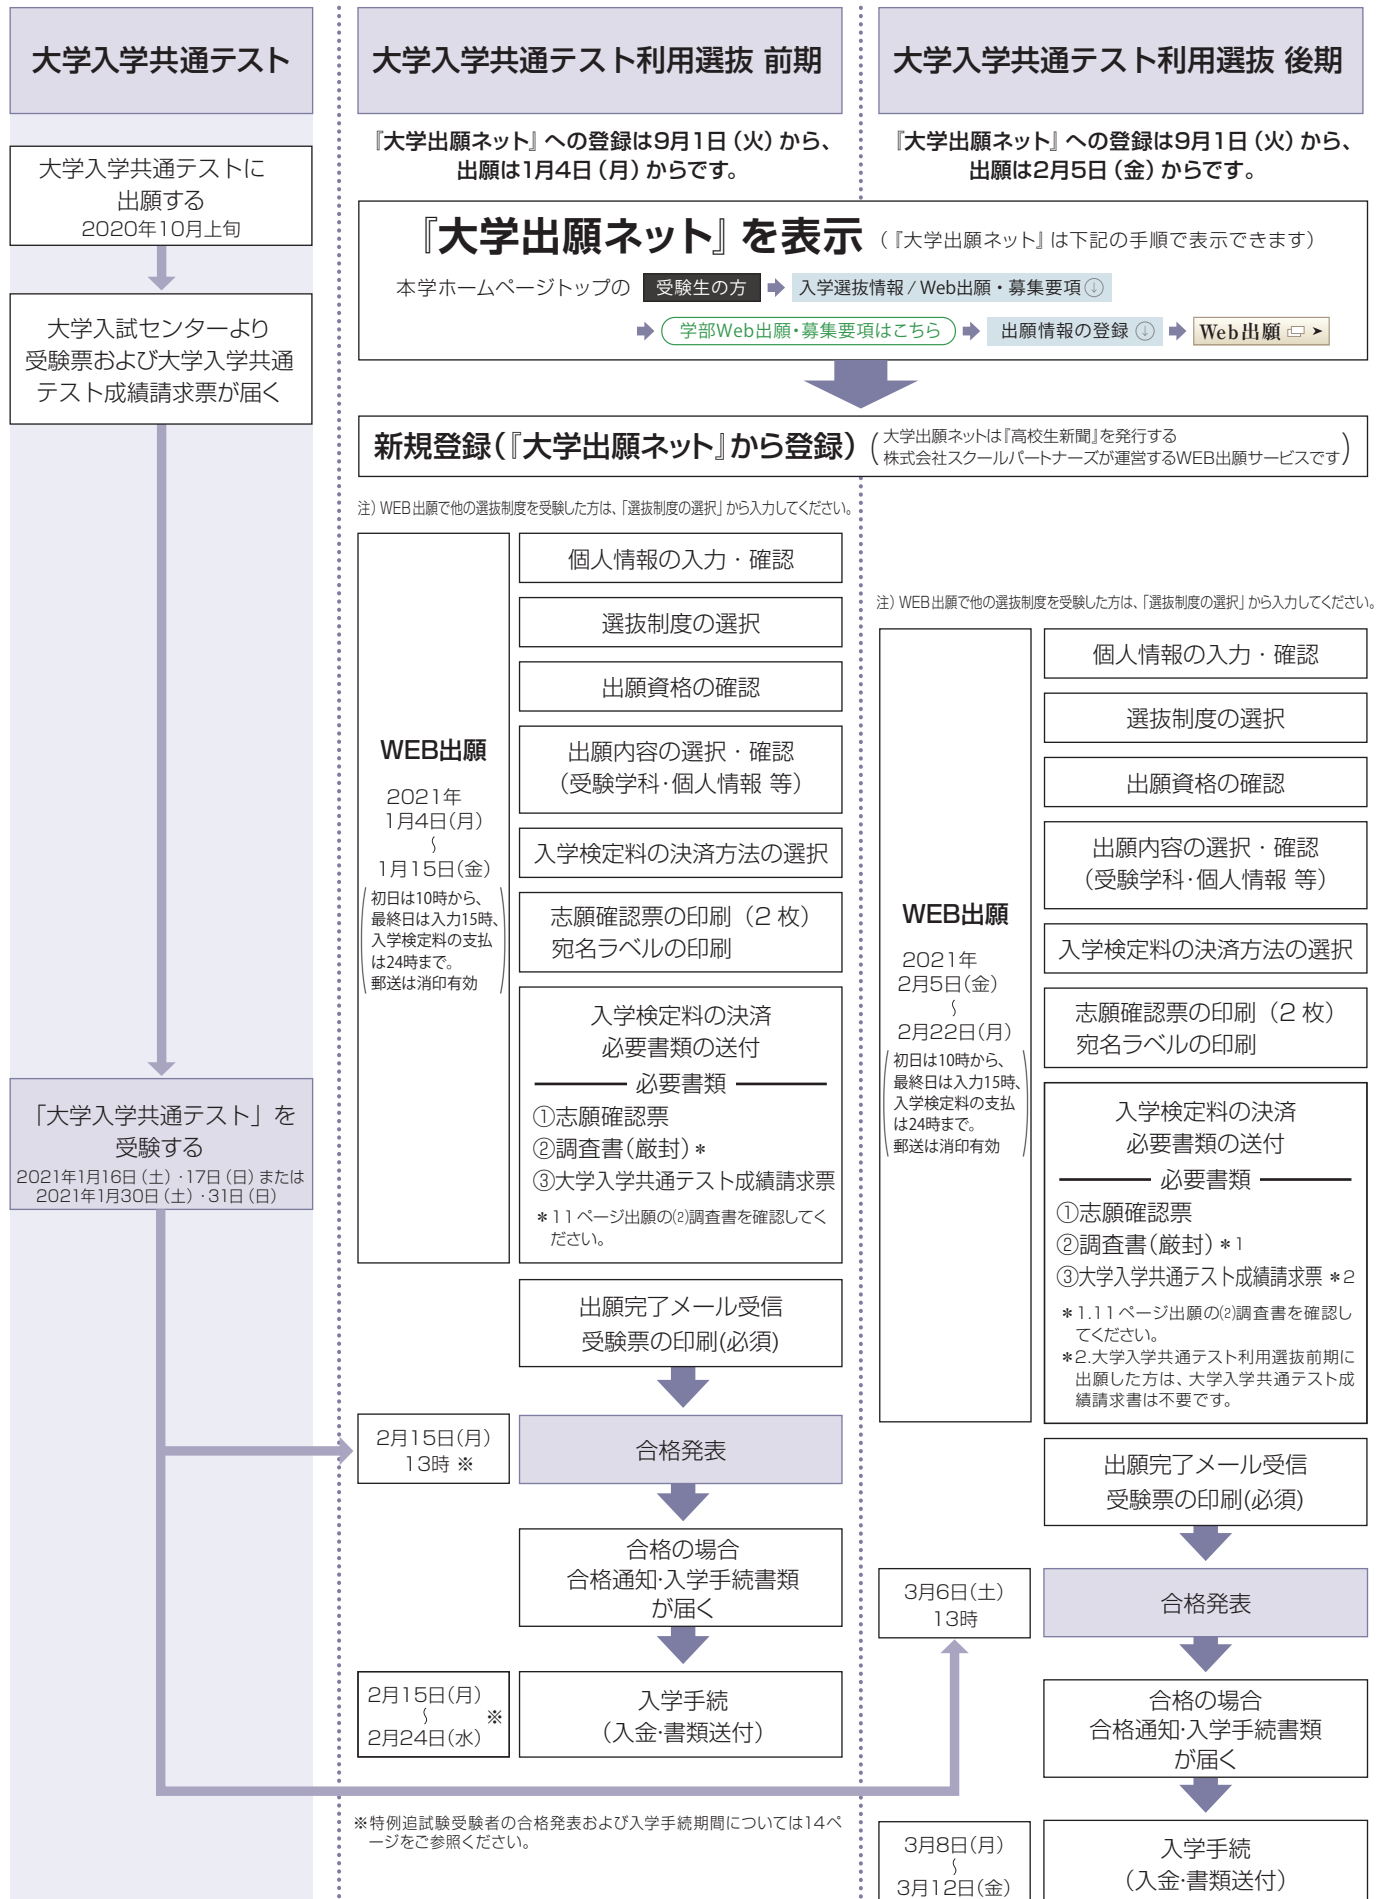 大学入学共通テスト
大学入学共通テストに
出願する
2020年10月上旬
大学入試センターより
受験票および大学入学共通
テスト成績請求票が届く
「大学入学共通テスト」を
受験する
2021年1月16日（土）・17日（日）または
2021年1月30日（土）・31日（日）
大学入学共通テスト利用選抜 前期
『大学出願ネット』への登録は9月1日（火）から、
出願は1月4日（月）からです。
大学入学共通テスト利用選抜 後期
『大学出願ネット』への登録は9月1日（火）から、
出願は2月5日（金）からです。
『大学出願ネット』を表示（『大学出願ネット』は下記の手順で表示できます）
本学ホームページトップの 受験生の方 入学選抜情報/Web出願・募集要項
学部Web出願・募集要項はこちら 出願情報の登録 Web出願
新規登録（『大学出願ネット』から登録）
大学出願ネットは『高校生新聞』を発行する
株式会社スクールパートナーズが運営するWEB出願サービスです
注）WEB出願で他の選抜制度を受験した方は、「選抜制度の選択」から入力してください。
WEB出願
2021年
1月4日（月）
〜
1月15日（金）
初日は10時から、
最終日は入力15時、
入学検定料の支払
は24時まで。
郵送は消印有効
個人情報の入力・確認
選抜制度の選択
出願資格の確認
出願内容の選択・確認
（受験学科・個人情報 等）
入学検定料の決済方法の選択
志願確認票の印刷（2枚）
宛名ラベルの印刷
入学検定料の決済
必要書類の送付
必要書類
①志願確認票
②調査書（厳封）＊
③大学入学共通テスト成績請求票
＊11ページ出願の⑵調査書を確認してく
ださい。
出願完了メール受信
受験票の印刷(必須)
2月15日（月）
13時 ※
合格発表
合格の場合
合格通知・入学手続書類
が届く
2月15日（月）
〜 ※
2月24日（水）
入学手続
（入金・書類送付）
※特例追試験受験者の合格発表および入学手続期間については14ペ
ージをご参照ください。
注）WEB出願で他の選抜制度を受験した方は、「選抜制度の選択」から入力してください。
WEB出願
2021年
2月5日（金）
〜
2月22日（月）
初日は10時から、
最終日は入力15時、
入学検定料の支払
は24時まで。
郵送は消印有効
個人情報の入力・確認
選抜制度の選択
出願資格の確認
出願内容の選択・確認
（受験学科・個人情報 等）
入学検定料の決済方法の選択
志願確認票の印刷（2枚）
宛名ラベルの印刷
入学検定料の決済
必要書類の送付
必要書類
①志願確認票
②調査書（厳封）＊1
③大学入学共通テスト成績請求票 ＊2
＊1.11ページ出願の⑵調査書を確認し
てください。
＊2.大学入学共通テスト利用選抜前期に
出願した方は、大学入学共通テスト成
績請求書は不要です。
出願完了メール受信
受験票の印刷(必須)
3月6日（土）
13時
合格発表
合格の場合
合格通知・入学手続書類
が届く
3月8日（月）
〜
3月12日（金）
入学手続
（入金・書類送付）